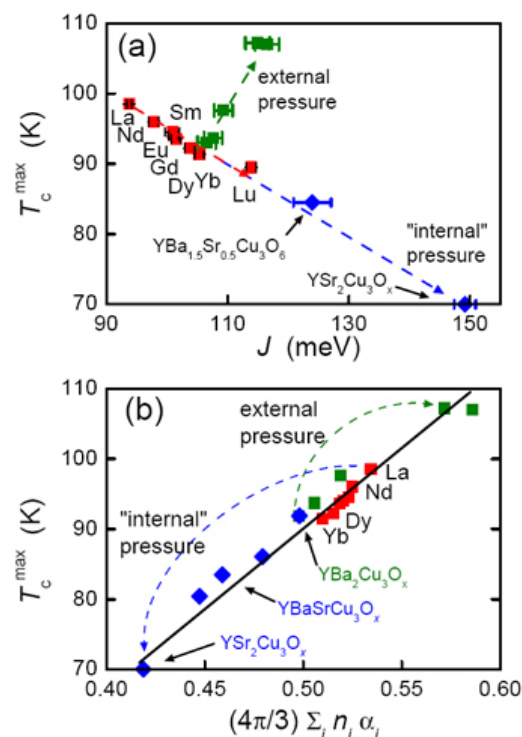 (a)
110
100
90
80
70
T_c^max (K)
La
Nd
Sm
Eu
Gd
Dy
Yb
Lu
external
pressure
YBa1.5Sr0.5Cu3O6
"internal"
pressure
YSr2Cu3Ox
90 110 130 150
J (meV)
(b)
110
100
90
80
70
T_c^max (K)
external
pressure
"internal"
pressure
La
Nd
Dy
Yb
YBa2Cu3Ox
YBaSrCu3Ox
YSr2Cu3Ox
0.40 0.45 0.50 0.55 0.60
(4π/3) Σi ni αi